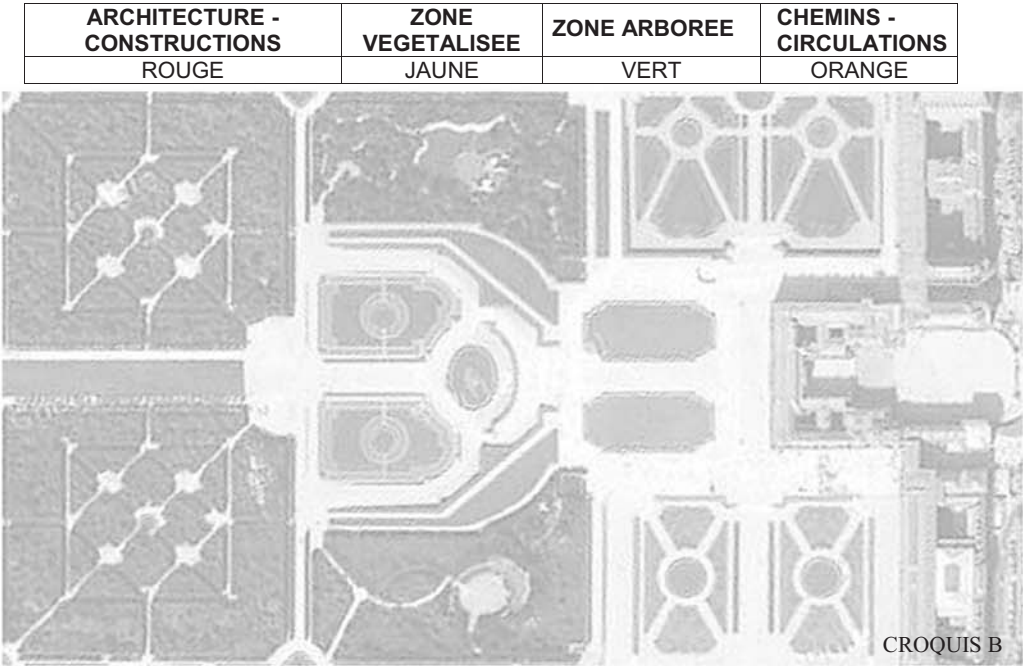 ARCHITECTURE -
CONSTRUCTIONS
ZONE
VEGETALISEE
ZONE ARBOREE
CHEMINS -
CIRCULATIONS
ROUGE
JAUNE
VERT
ORANGE
CROQUIS B